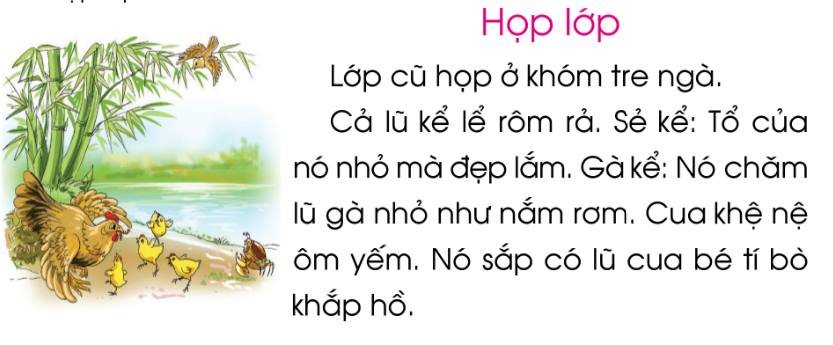 Họp lớp
Lớp cũ họp ở khóm tre ngà.
Cả lũ kể lể rôm rả. Sẻ kể: Tổ của
nó nhỏ mà đẹp lắm. Gà kể: Nó chăm
lũ gà nhỏ như nắm rơm. Cua khệ nệ
ôm yếm. Nó sắp có lũ cua bé tí bò
khắp hồ.